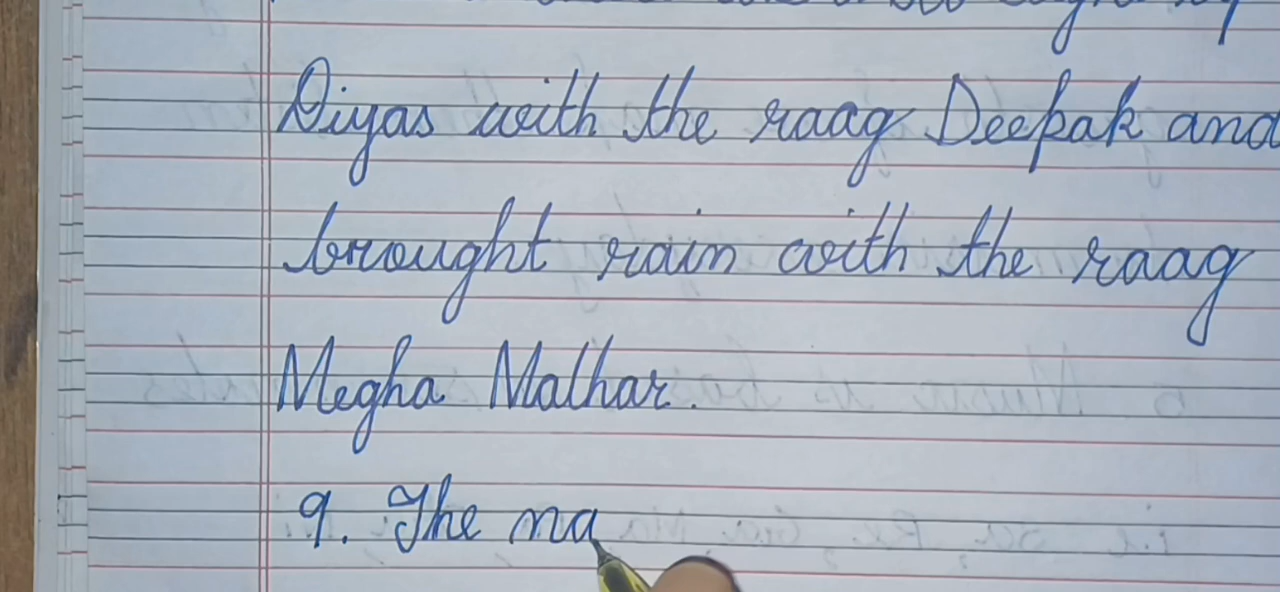 Diyas with the raag Deepak and
brought rain with the raag
Megha Malhar.
9. The ma